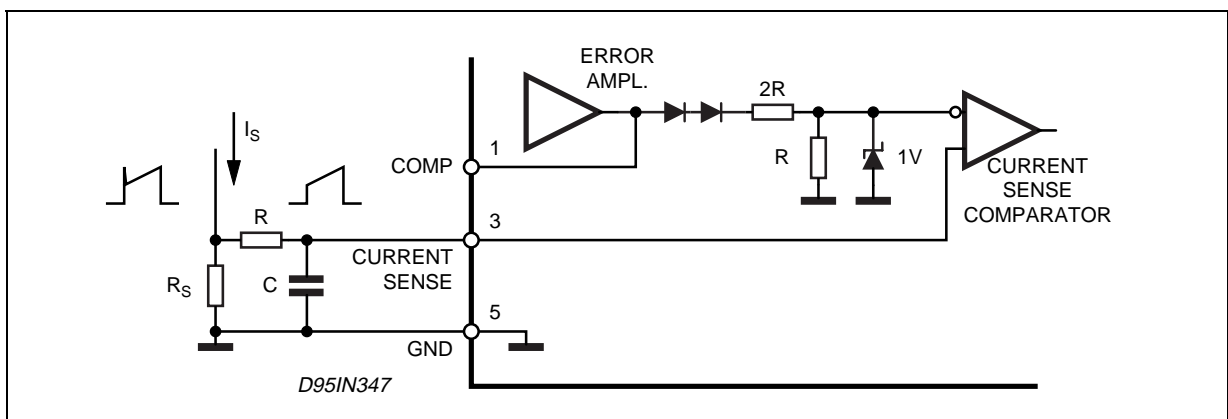 ERROR
AMPL.
2R
I_S
1
COMP
R
1V
CURRENT
SENSE
COMPARATOR
R
3
CURRENT
SENSE
R_S
C
5
GND
D95IN347